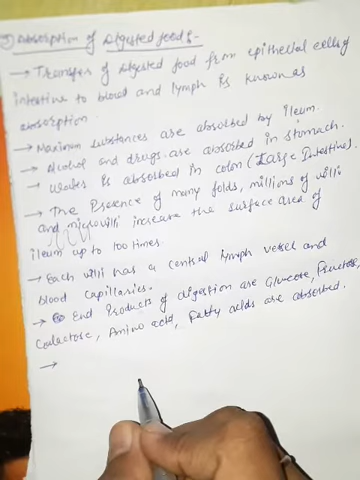 Absorption of Digested food :-
→ Transfer of digested food from epithelial cells of
intestine to blood and lymph is known as
absorption.
→ Maximum substances are absorbed by ileum.
→ Alcohol and drugs are absorbed in stomach.
→ Water is absorbed in colon (Large Intestine).
→ The Presence of many folds, millions of villi
and microvilli increase the surface area of
ileum up to 100 times.
→ Each villi has a central lymph vessel and
blood capillaries.
→ End Products of digestion are Glucose, Fructose,
Galactose, Amino acid, Fatty acids are absorbed.
→